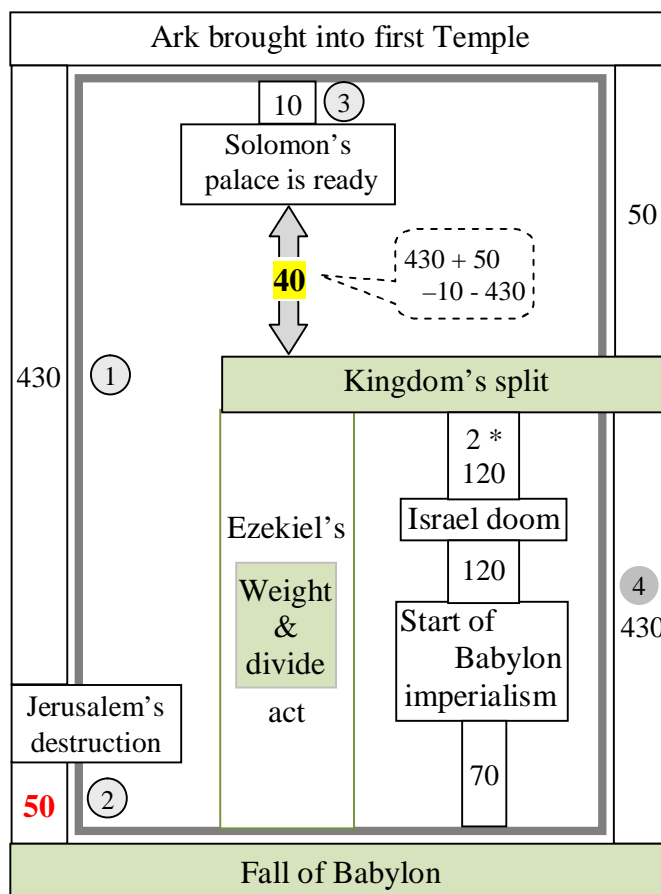 Ark brought into first Temple
10
3
Solomon's
palace is ready
50
40
430 + 50
–10 - 430
430
1
Kingdom's split
2 *
120
Ezekiel's
Israel doom
Weight
&
divide
act
120
4
430
Start of
Babylon
imperialism
Jerusalem's
destruction
70
50
2
Fall of Babylon